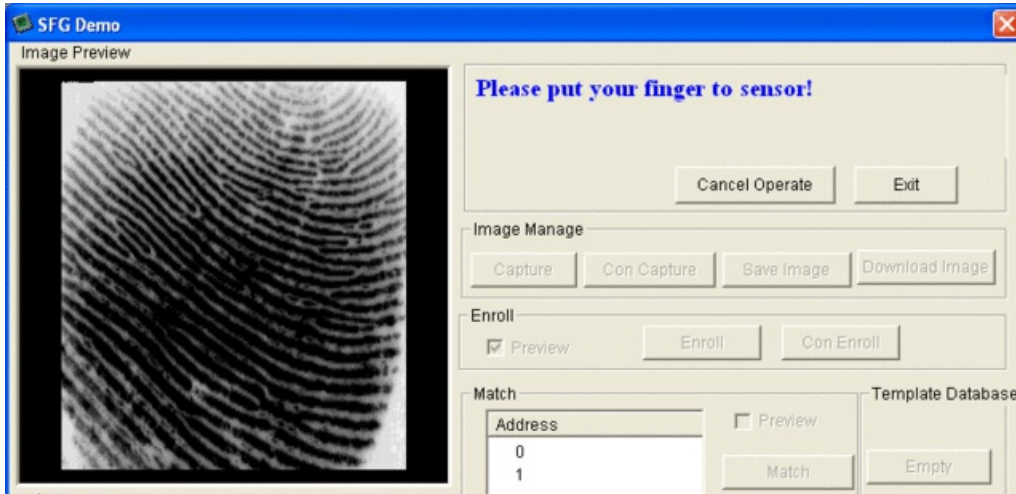 SFG Demo
Image Preview
Please put your finger to sensor!
Cancel Operate
Exit
Image Manage
Capture
Con Capture
Save Image
Download Image
Enroll
Preview
Enroll
Con Enroll
Match
Template Database
Address
Preview
0
1
Match
Empty